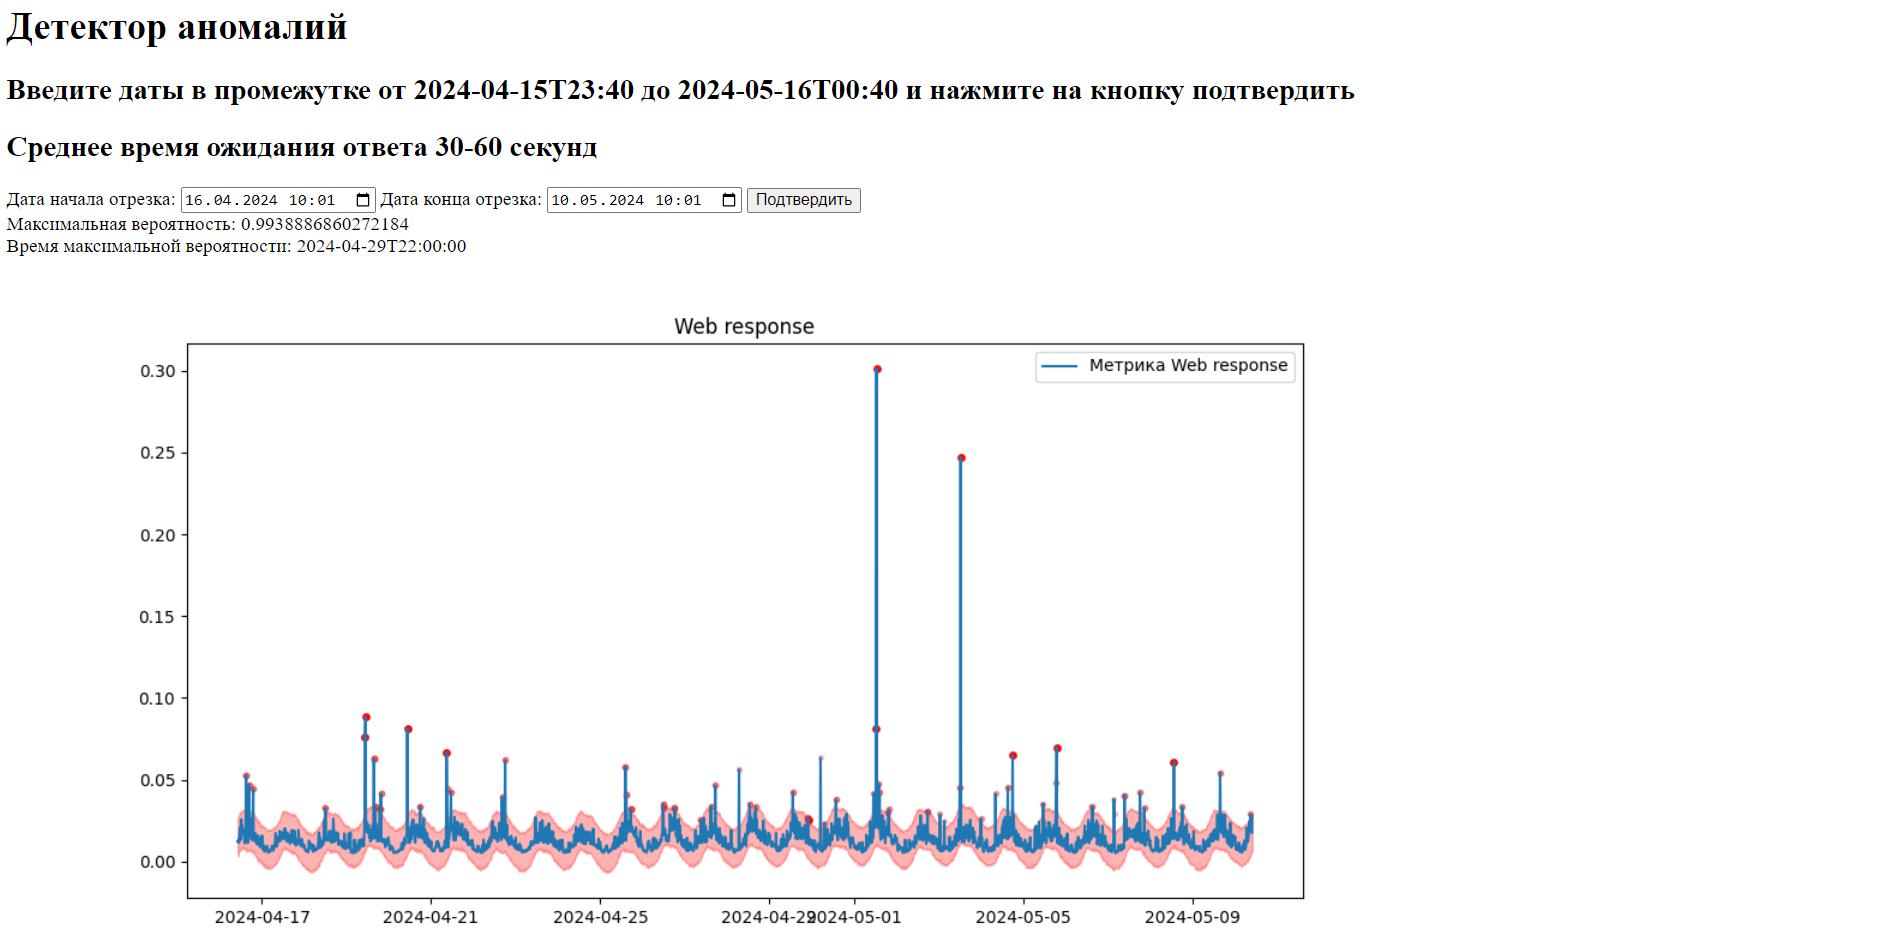 Детектор аномалий
Введите даты в промежутке от 2024-04-15T23:40 до 2024-05-16T00:40 и нажмите на кнопку подтвердить
Среднее время ожидания ответа 30-60 секунд
Дата начала отрезка: 16.04.2024 10:01 Дата конца отрезка: 10.05.2024 10:01 Подтвердить
Максимальная вероятность: 0.9938886860272184
Время максимальной вероятности: 2024-04-29T22:00:00
Web response
Метрика Web response
0.30
0.25
0.20
0.15
0.10
0.05
0.00
2024-04-17 2024-04-21 2024-04-25 2024-04-29 2024-05-01 2024-05-05 2024-05-09